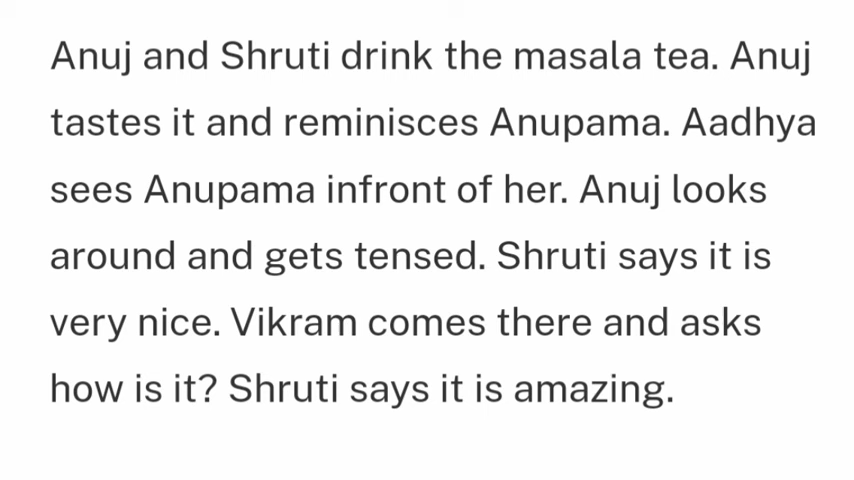 Anuj and Shruti drink the masala tea. Anuj
tastes it and reminisces Anupama. Aadhya
sees Anupama infront of her. Anuj looks
around and gets tensed. Shruti says it is
very nice. Vikram comes there and asks
how is it? Shruti says it is amazing.